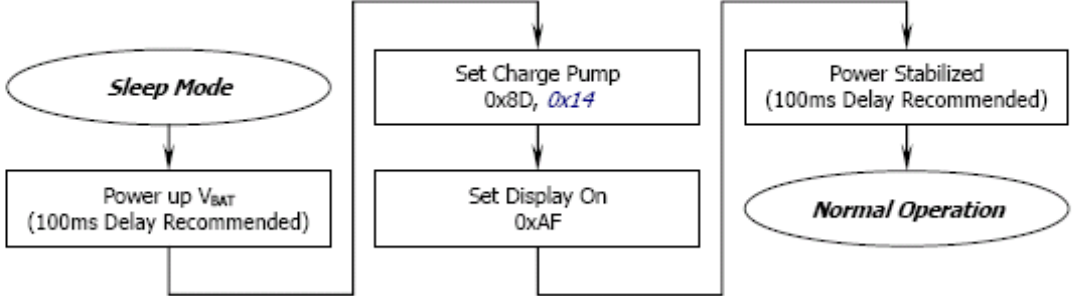 Sleep Mode
Power up VBAT
(100ms Delay Recommended)
Set Charge Pump
0x8D, 0x14
Set Display On
0xAF
Power Stabilized
(100ms Delay Recommended)
Normal Operation